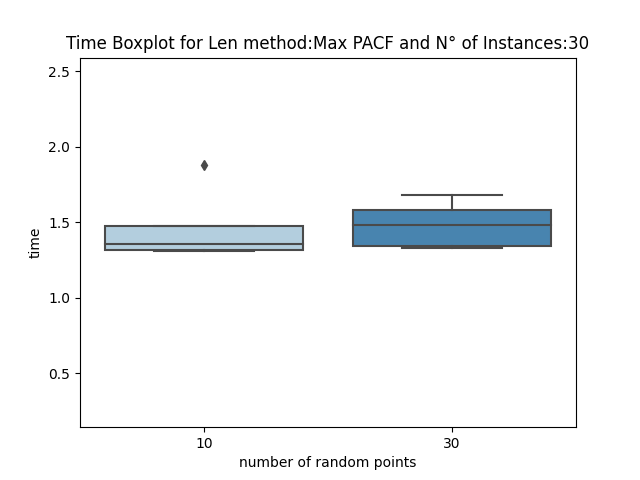 Time Boxplot for Len method:Max PACF and N° of Instances:30
2.5
2.0
1.5
1.0
0.5
time
10 30
number of random points